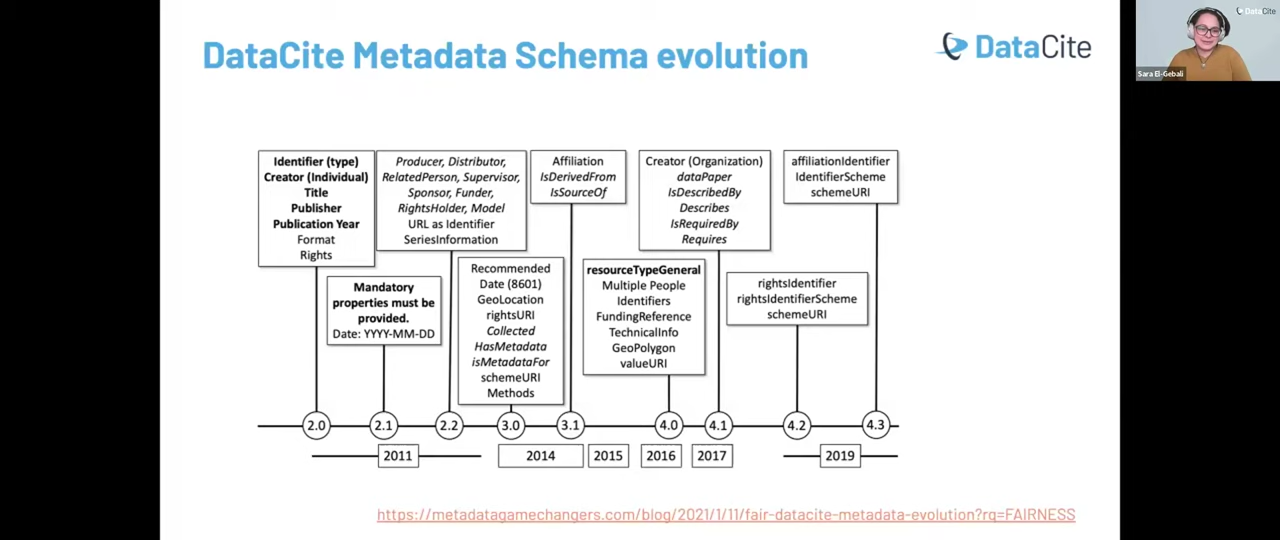 DataCite Metadata Schema evolution
DataCite
DataCite
Sara El-Gebali
Identifier (type)
Creator (Individual)
Title
Publisher
Publication Year
Format
Rights
Producer, Distributor,
RelatedPerson, Supervisor,
Sponsor, Funder,
RightsHolder, Model
URL as Identifier
SeriesInformation
Affiliation
IsDerivedFrom
IsSourceOf
Creator (Organization)
dataPaper
IsDescribedBy
Describes
IsRequiredBy
Requires
affiliationIdentifier
IdentifierScheme
schemeURI
Mandatory
properties must be
provided.
Date: YYYY-MM-DD
Recommended
Date (8601)
GeoLocation
rightsURI
Collected
HasMetadata
isMetadataFor
schemeURI
Methods
resourceTypeGeneral
Multiple People
Identifiers
FundingReference
TechnicalInfo
GeoPolygon
valueURI
rightsIdentifier
rightsIdentifierScheme
schemeURI
2.0 2.1 2.2 3.0 3.1 4.0 4.1 4.2 4.3
2011 2014 2015 2016 2017 2019
https://metadatagamechangers.com/blog/2021/1/11/fair-datacite-metadata-evolution?rq=FAIRNESS